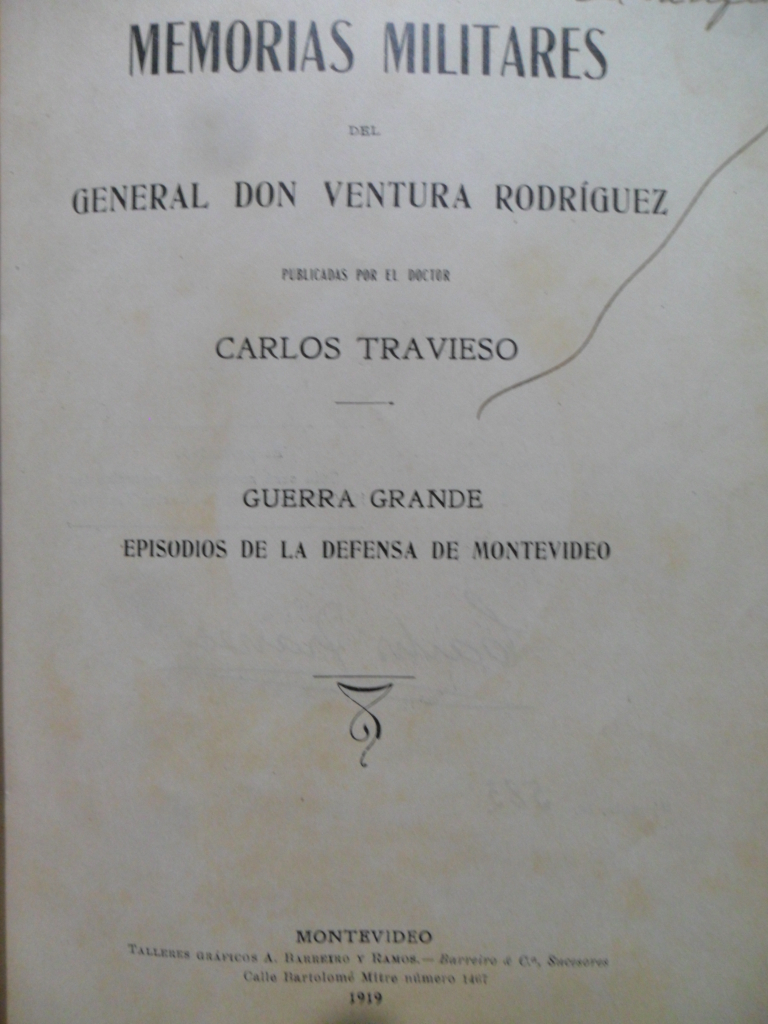 MEMORIAS MILITARES
DEL
GENERAL DON VENTURA RODRÍGUEZ
PUBLICADAS POR EL DOCTOR
CARLOS TRAVIESO
GUERRA GRANDE
EPISODIOS DE LA DEFENSA DE MONTEVIDEO
MONTEVIDEO
TALLERES GRÁFICOS A. BARREIRO Y RAMOS.— Barreiro & C.ª, Sucesores
Calle Bartolomé Mitre número 1467
1919